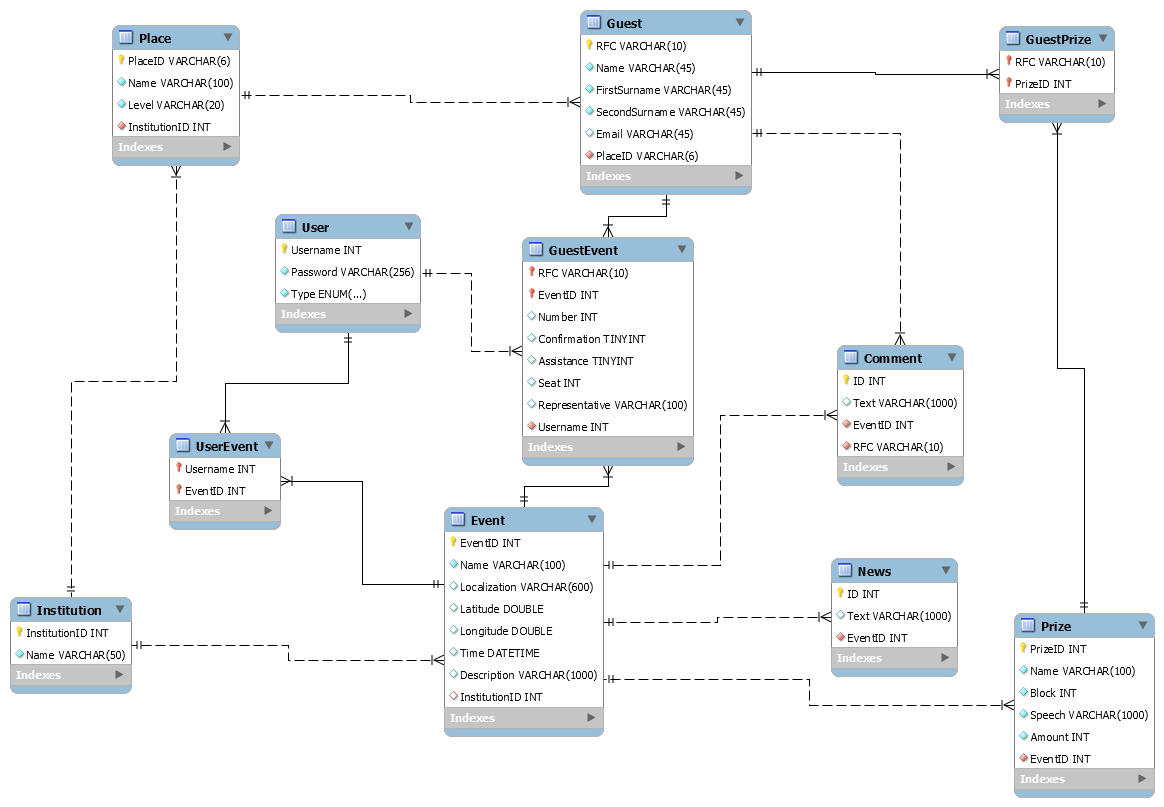 Place
PlaceID VARCHAR(6)
Name VARCHAR(100)
Level VARCHAR(20)
InstitutionID INT
Indexes
Guest
RFC VARCHAR(10)
Name VARCHAR(45)
FirstSurname VARCHAR(45)
SecondSurname VARCHAR(45)
Email VARCHAR(45)
PlaceID VARCHAR(6)
Indexes
GuestPrize
RFC VARCHAR(10)
PrizeID INT
Indexes
User
Username INT
Password VARCHAR(256)
Type ENUM(...)
Indexes
GuestEvent
RFC VARCHAR(10)
EventID INT
Number INT
Confirmation TINYINT
Assistance TINYINT
Seat INT
Representative VARCHAR(100)
Username INT
Indexes
Comment
ID INT
Text VARCHAR(1000)
EventID INT
RFC VARCHAR(10)
Indexes
UserEvent
Username INT
EventID INT
Indexes
Event
EventID INT
Name VARCHAR(100)
Localization VARCHAR(600)
Latitude DOUBLE
Longitude DOUBLE
Time DATETIME
Description VARCHAR(1000)
InstitutionID INT
Indexes
News
ID INT
Text VARCHAR(1000)
EventID INT
Indexes
Institution
InstitutionID INT
Name VARCHAR(50)
Indexes
Prize
PrizeID INT
Name VARCHAR(100)
Block INT
Speech VARCHAR(1000)
Amount INT
EventID INT
Indexes